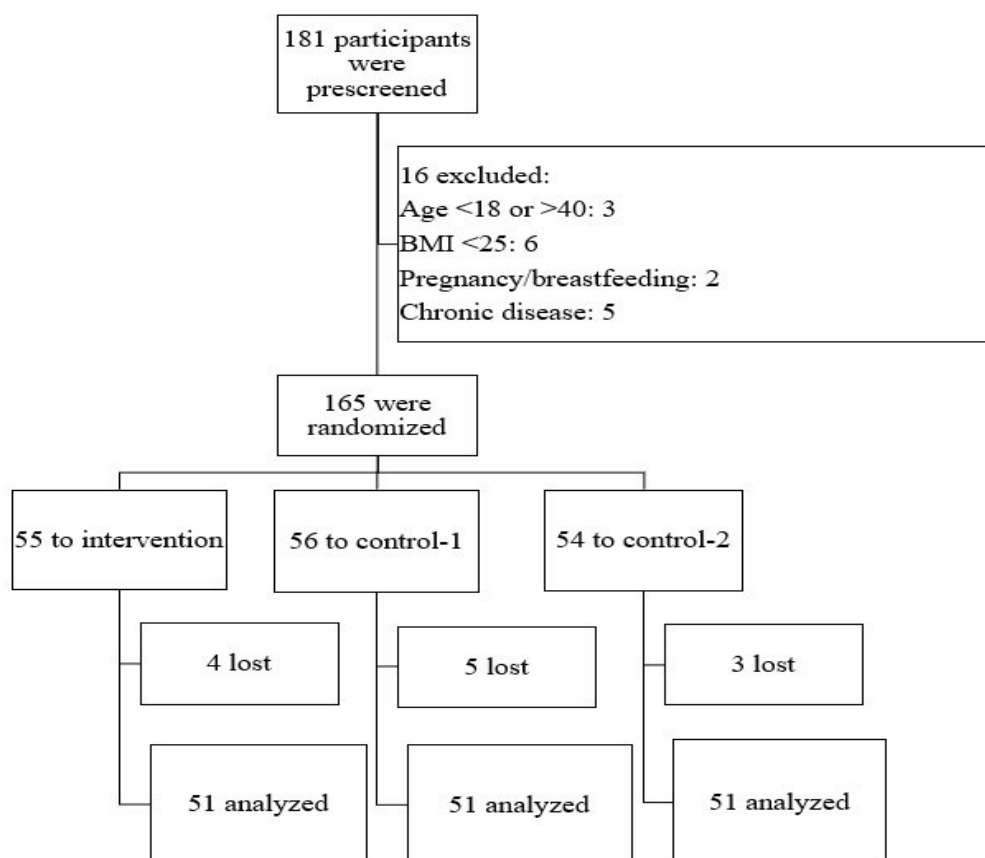 181 participants
were
prescreened
16 excluded:
Age <18 or >40: 3
BMI <25: 6
Pregnancy/breastfeeding: 2
Chronic disease: 5
165 were
randomized
55 to intervention
56 to control-1
54 to control-2
4 lost
5 lost
3 lost
51 analyzed
51 analyzed
51 analyzed